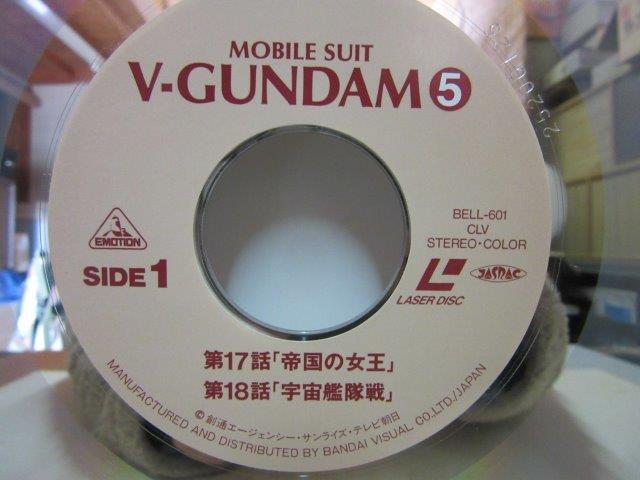 MOBILE SUIT
V-GUNDAM 5
EMOTION
SIDE 1
BELL-601
CLV
STEREO・COLOR
LASER DISC
JASRAC
第17話「帝国の女王」
第18話「宇宙艦隊戦」
©創通エージェンシー・サンライズ・テレビ朝日
MANUFACTURED AND DISTRIBUTED BY BANDAI VISUAL CO.,LTD./JAPAN